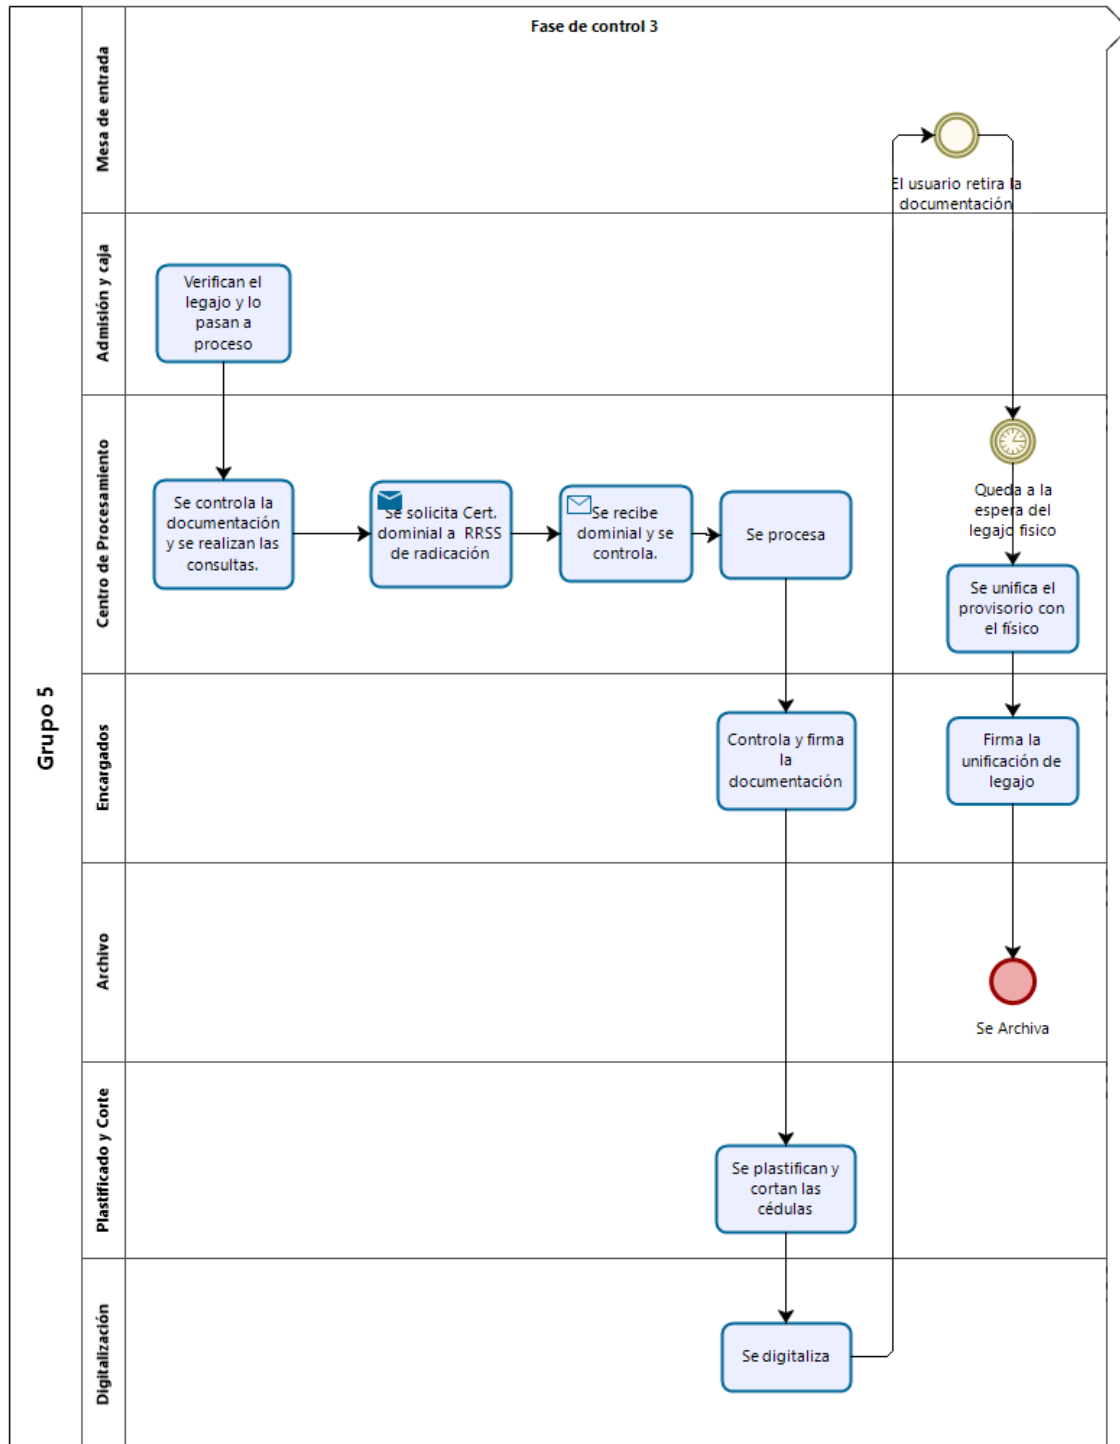 Fase de control 3
Grupo 5
Mesa de entrada
El usuario retira la
documentación
Admisión y caja
Verifican el
legajo y lo
pasan a
proceso
Centro de Procesamiento
Se controla la
documentación
y se realizan las
consultas.
Se solicita Cert.
dominial a RRSS
de radicación
Se recibe
dominial y se
controla.
Se procesa
Queda a la
espera del
legajo fisico
Se unifica el
provisorio con
el físico
Encargados
Controla y firma
la
documentación
Firma la
unificación de
legajo
Archivo
Se Archiva
Plastificado y Corte
Se plastifican y
cortan las
cédulas
Digitalización
Se digitaliza